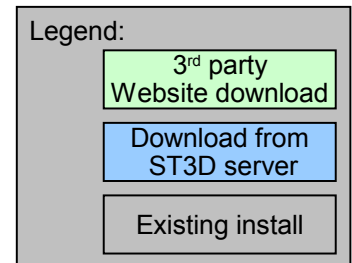 Legend:
3rd party
Website download
Download from
ST3D server
Existing install